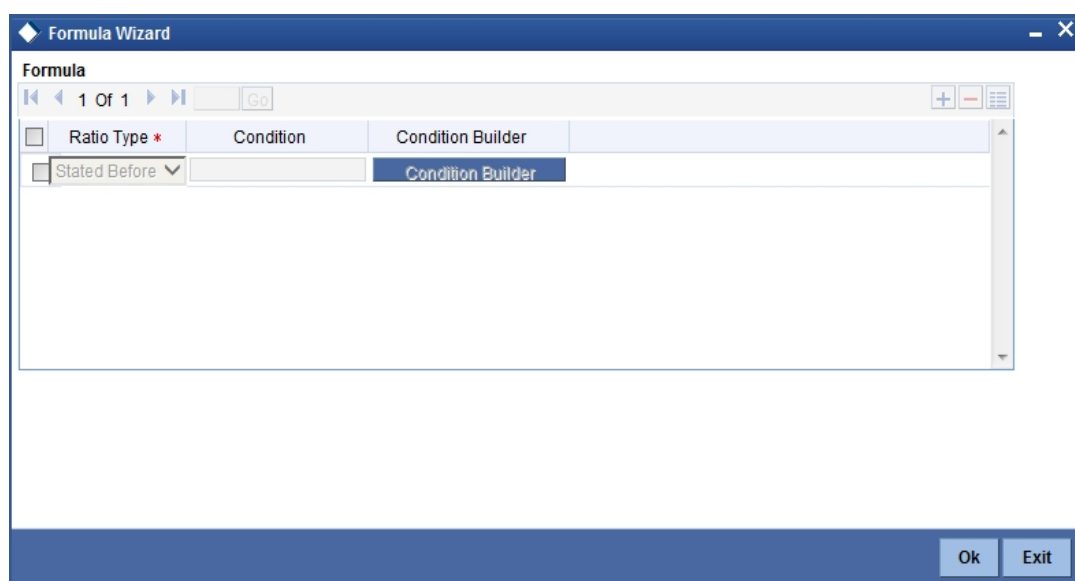 Formula Wizard
Formula
1 Of 1 Go
Ratio Type * Condition Condition Builder
Stated Before Condition Builder
Ok Exit